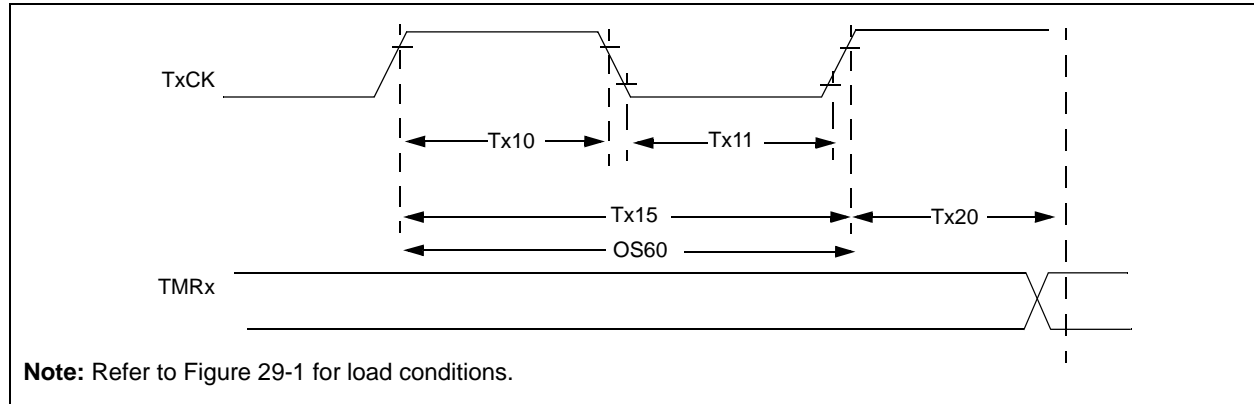 TxCK
Tx10
Tx11
Tx15
Tx20
OS60
TMRx
Note: Refer to Figure 29-1 for load conditions.